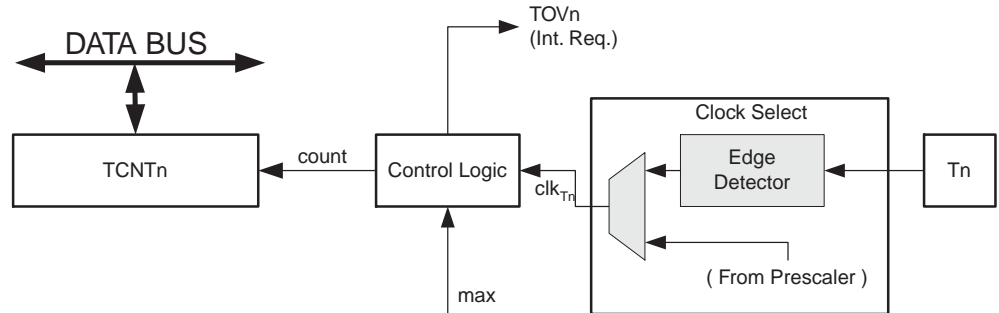 TOVn
(Int. Req.)
DATA BUS
Clock Select
TCNTn
count
Control Logic
clkTn
Edge
Detector
Tn
( From Prescaler )
max